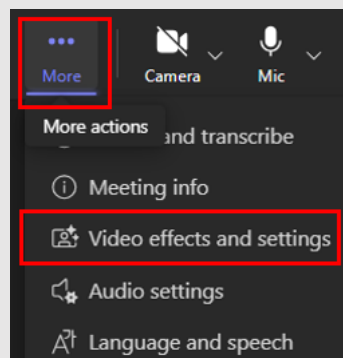 More
Camera
Mic
More actions
and transcribe
Meeting info
Video effects and settings
Audio settings
Language and speech